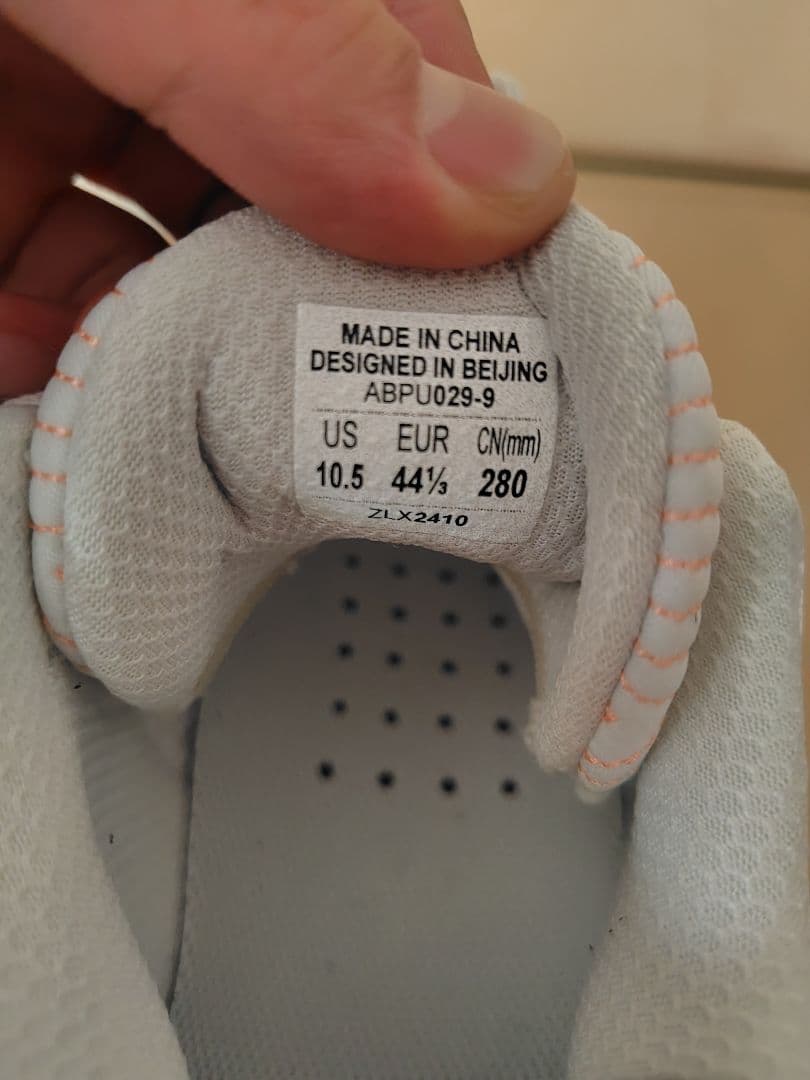 MADE IN CHINA
DESIGNED IN BEIJING
ABPU029-9
US EUR CN(mm)
10.5 44⅓ 280
ZLX2410